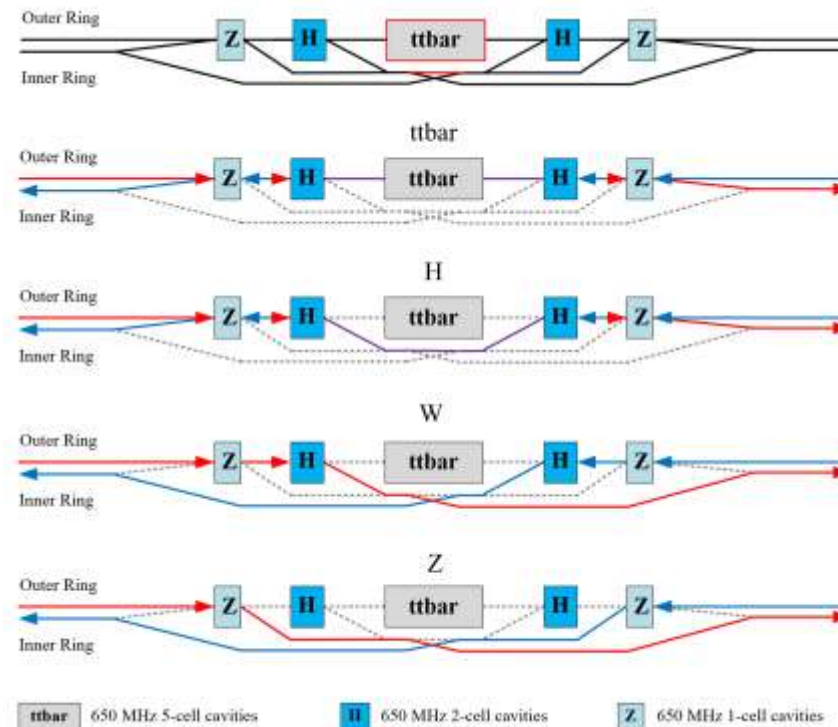 Outer Ring
Z H ttbar H Z
Inner Ring
ttbar
Outer Ring
Z H ttbar H Z
Inner Ring
H
Outer Ring
Z H ttbar H Z
Inner Ring
W
Outer Ring
Z H ttbar H Z
Inner Ring
Z
Outer Ring
Z H ttbar H Z
Inner Ring
ttbar 650 MHz 5-cell cavities H 650 MHz 2-cell cavities Z 650 MHz 1-cell cavities